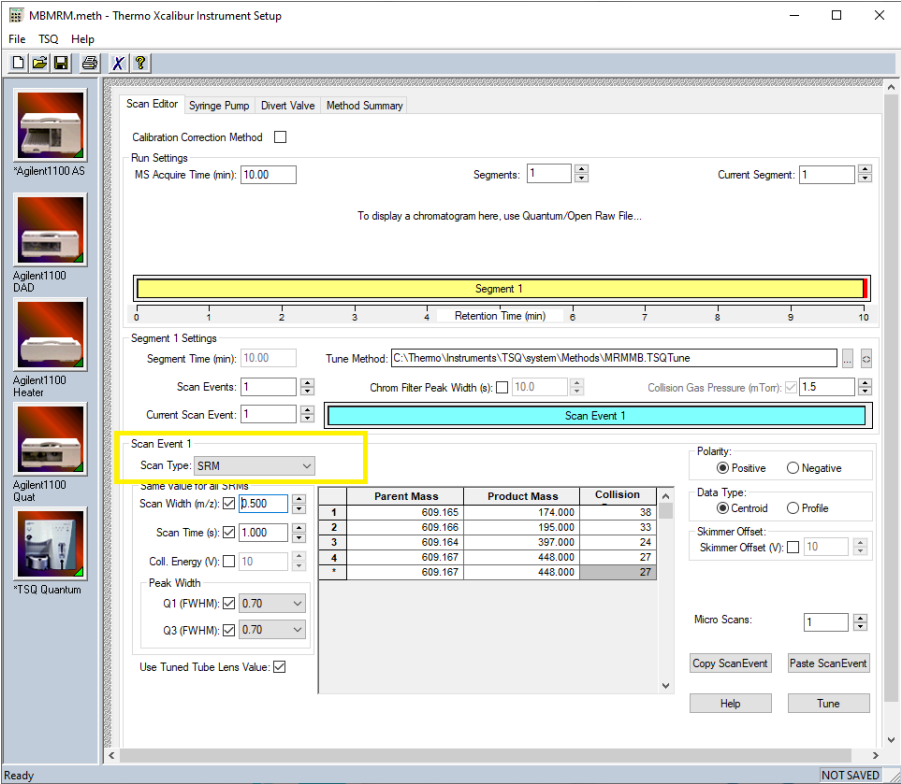 MBMRM.meth - Thermo Xcalibur Instrument Setup
File TSQ Help
*Agilent1100 AS
Agilent1100
DAD
Agilent1100
Heater
Agilent1100
Quat
*TSQ Quantum
Scan Editor Syringe Pump Divert Valve Method Summary
Calibration Correction Method
Run Settings
MS Acquire Time (min): 10.00 Segments: 1 Current Segment: 1
To display a chromatogram here, use Quantum/Open Raw File...
Segment 1
0 1 2 3 4 Retention Time (min) 6 7 8 9 10
Segment 1 Settings
Segment Time (min): 10.00 Tune Method: C:\Thermo\Instruments\TSQ\system\Methods\MRMMB.TSQTune ...
Scan Events: 1 Chrom Filter Peak Width (s): 10.0 Collision Gas Pressure (mTorr): 1.5
Current Scan Event: 1 Scan Event 1
Scan Event 1
Scan Type: SRM
Same value for all SRMs
Scan Width (m/z): 0.500
Scan Time (s): 1.000
Coll. Energy (V): 10
Peak Width
Q1 (FWHM): 0.70
Q3 (FWHM): 0.70
Use Tuned Tube Lens Value:
Parent Mass Product Mass Collision
1 609.165 174.000 38
2 609.166 195.000 33
3 609.164 397.000 24
4 609.167 448.000 27
* 609.167 448.000 27
Polarity:
Positive Negative
Data Type:
Centroid Profile
Skimmer Offset:
Skimmer Offset (V): 10
Micro Scans: 1
Copy ScanEvent Paste ScanEvent
Help Tune
Ready NOT SAVED